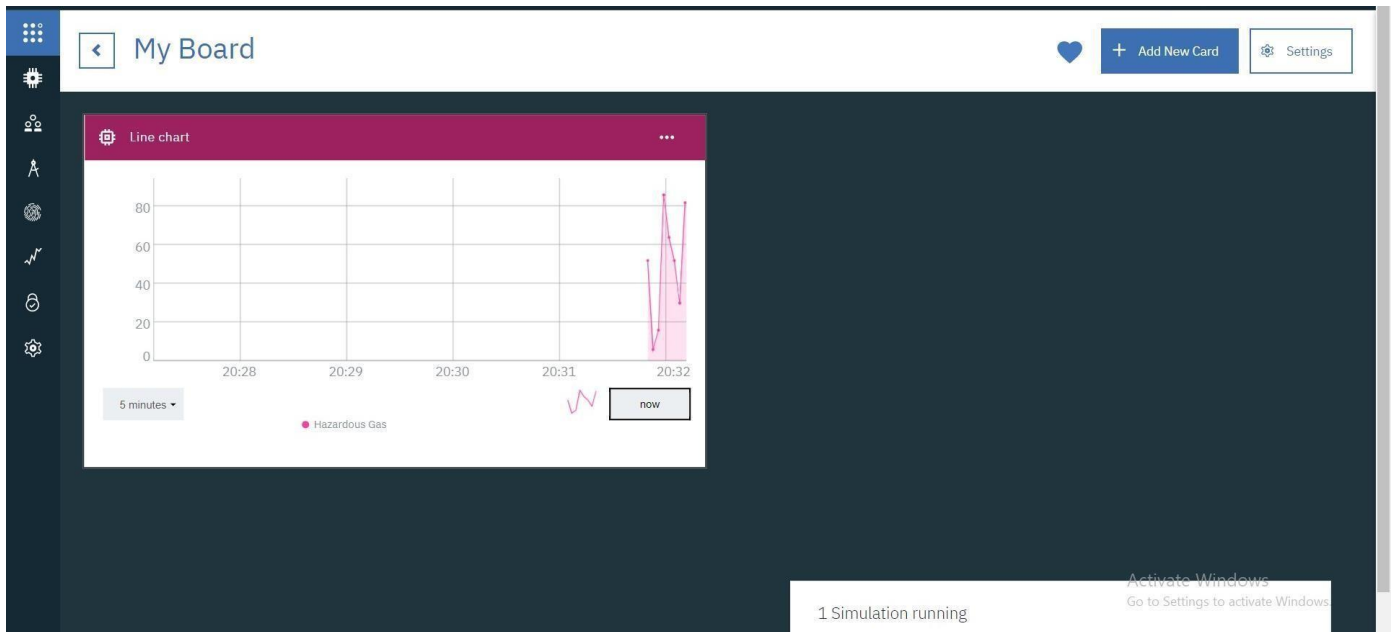 My Board
Add New Card
Settings
Line chart
80
60
40
20
0
20:28 20:29 20:30 20:31 20:32
5 minutes
now
Hazardous Gas
1 Simulation running
Activate Windows
Go to Settings to activate Windows.